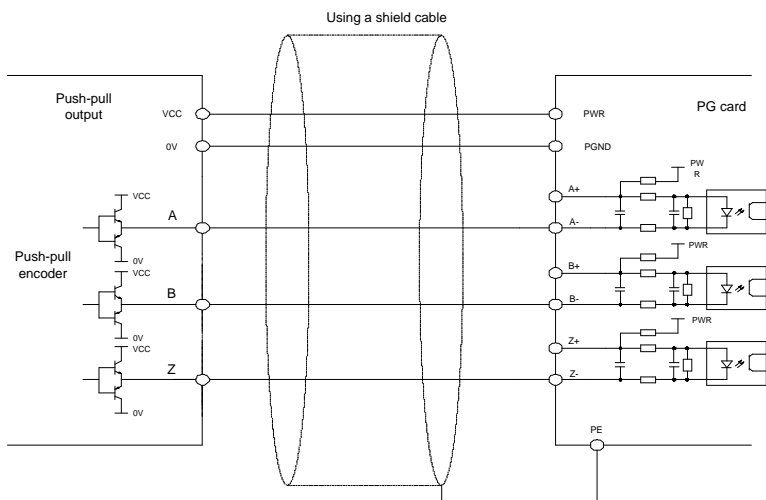 Using a shield cable
Push-pull
output
VCC
PWR
PG card
0V
PGND
PW
R
VCC
A
A+
A-
0V
Push-pull
encoder
VCC
B
B+
B-
PWR
0V
VCC
Z
Z+
Z-
PWR
0V
PE